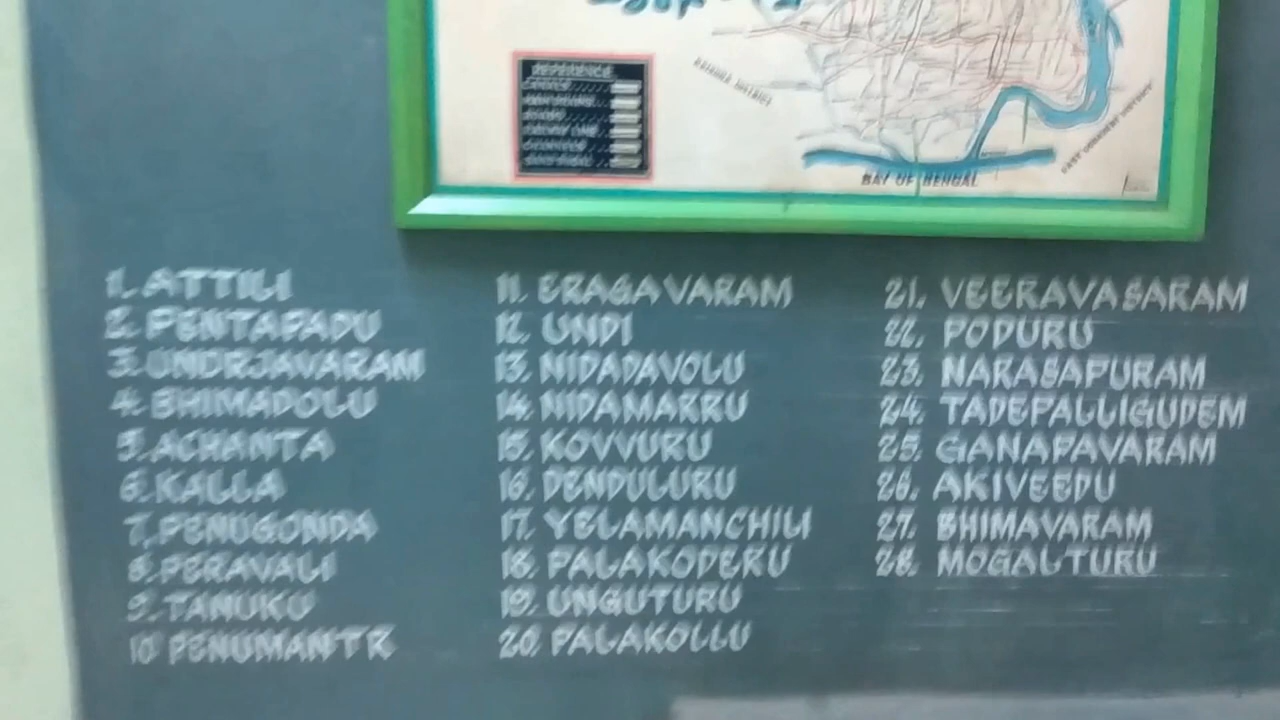 REFERENCE
BAY OF BENGAL
1. ATTILI
2. PENTAPADU
3. UNDRJAVARAM
4. BHIMADOLU
5. ACHANTA
6. KALLA
7. PENUGONDA
8. PERAVALI
9. TANUKU
10 PENUMANTR
11. ERAGAVARAM
12. UNDI
13. NIDADAVOLU
14. NIDAMARRU
15. KOVVURU
16. DENDULURU
17. YELAMANCHILI
18. PALAKODERU
19. UNGUTURU
20. PALAKOLLU
21. VEERAVASARAM
22. PODURU
23. NARASAPURAM
24. TADEPALLIGUDEM
25. GANAPAVARAM
26. AKIVEEDU
27. BHIMAVARAM
28. MOGALTURU